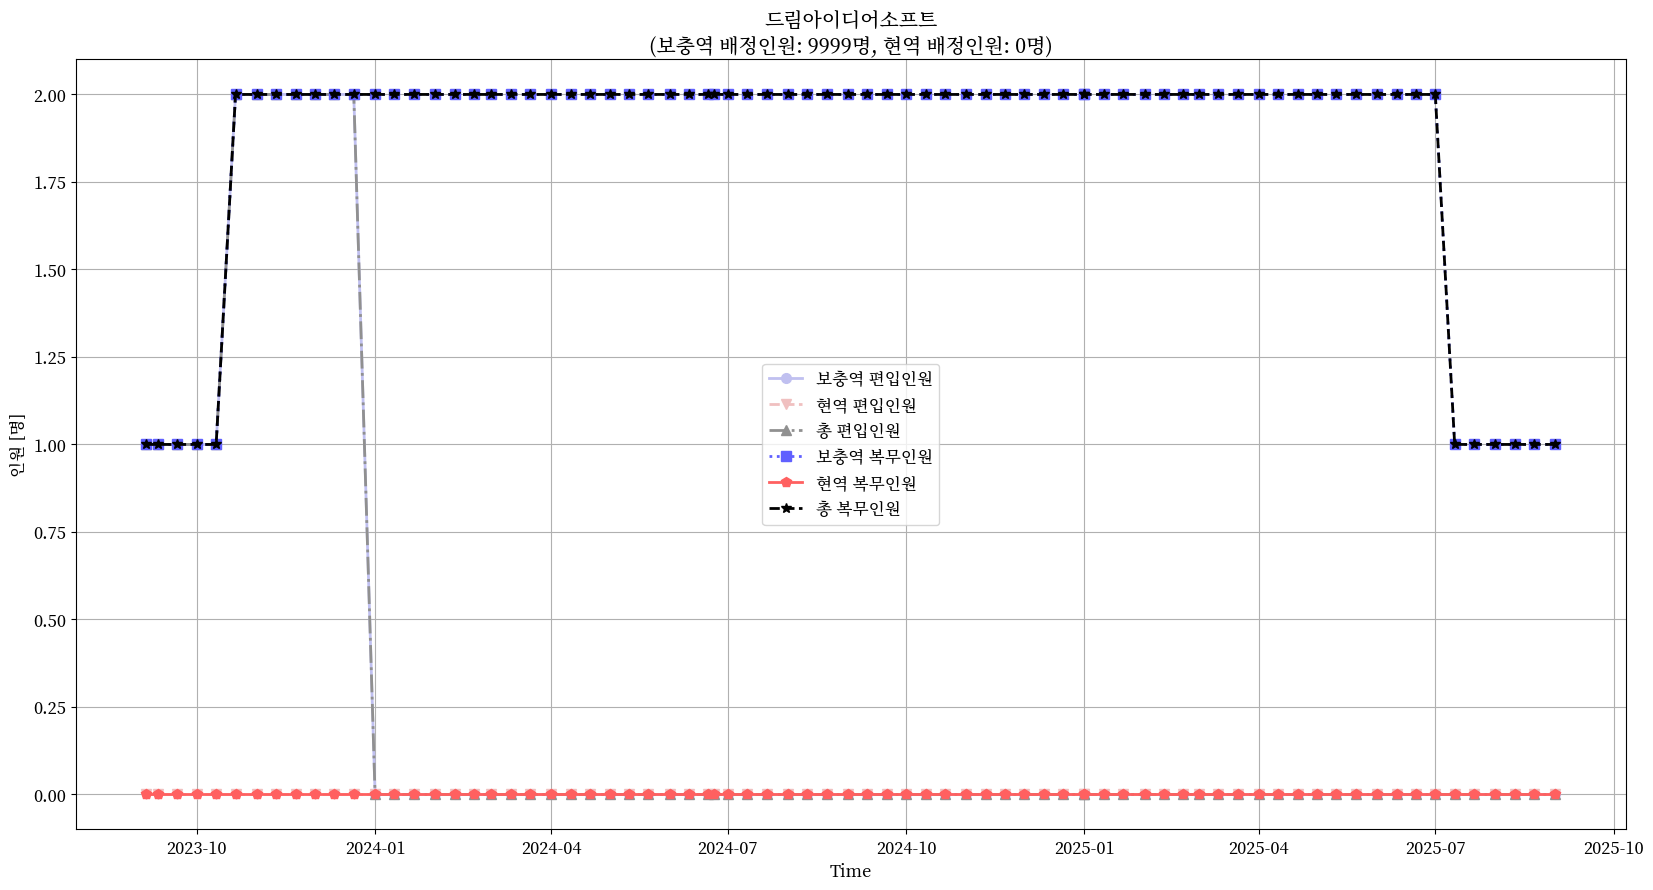 드림아이디어소프트
(보충역 배정인원: 9999명, 현역 배정인원: 0명)
2.00
1.75
1.50
1.25
1.00
0.75
0.50
0.25
0.00
인원 [명]
보충역 편입인원
현역 편입인원
총 편입인원
보충역 복무인원
현역 복무인원
총 복무인원
2023-10
2024-01
2024-04
2024-07
2024-10
2025-01
2025-04
2025-07
2025-10
Time